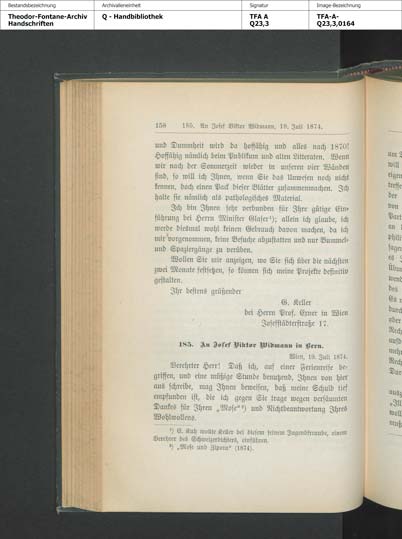 Bestandsbezeichnung
Archivalieneinheit
Signatur
Image-Bezeichnung
Theodor-Fontane-Archiv
Handschriften
Q - Handbibliothek
TFA A
Q23,3
TFA-A-
Q23,3,0164
158 185. An Josef Viktor Widmann, 19. Juli 1874.
und Dummheit wird da hoffähig und alles nach 1870!
Hoffähig nämlich beim Publikum und alten Litteraten. Wenn
wir nach der Sommerzeit wieder in unseren vier Wänden
sind, so will ich Ihnen, wenn Sie das Unwesen noch nicht
kennen, doch einen Pack dieser Blätter zusammenmachen. Ich
halte sie nämlich als pathologisches Material.
Ich bin Ihnen sehr verbunden für Ihre gütige Ein-
führung bei Herrn Minister Glaser¹); allein ich glaube, ich
werde diesmal wohl keinen Gebrauch davon machen, da ich
mir vorgenommen, keine Besuche abzustatten und nur Bummel-
und Spaziergänge zu verüben.
Wollen Sie mir anzeigen, wo Sie sich über die nächsten
zwei Monate festsetzen, so können sich meine Projekte definitiv
gestalten.
Ihr bestens grüßender
G. Keller
bei Herrn Prof. Exner in Wien
Josefstädterstraße 17.
185. An Josef Viktor Widmann in Bern.
Wien, 19. Juli 1874.
Verehrter Herr! Daß ich, auf einer Ferienreise be-
griffen, und eine müßige Stunde benutzend, Ihnen von hier
aus schreibe, mag Ihnen beweisen, daß meine Schuld tief
empfunden ist, die ich gegen Sie trage wegen versäumten
Dankes für Ihren „Mose"²) und Nichtbeantwortung Ihres
Wohlwollens.
¹) E. Kuh wollte Keller bei diesem seinem Jugendfreunde, einem
Verehrer des Schweizerdichters, einführen.
²) „Mose und Zipora" (1874).